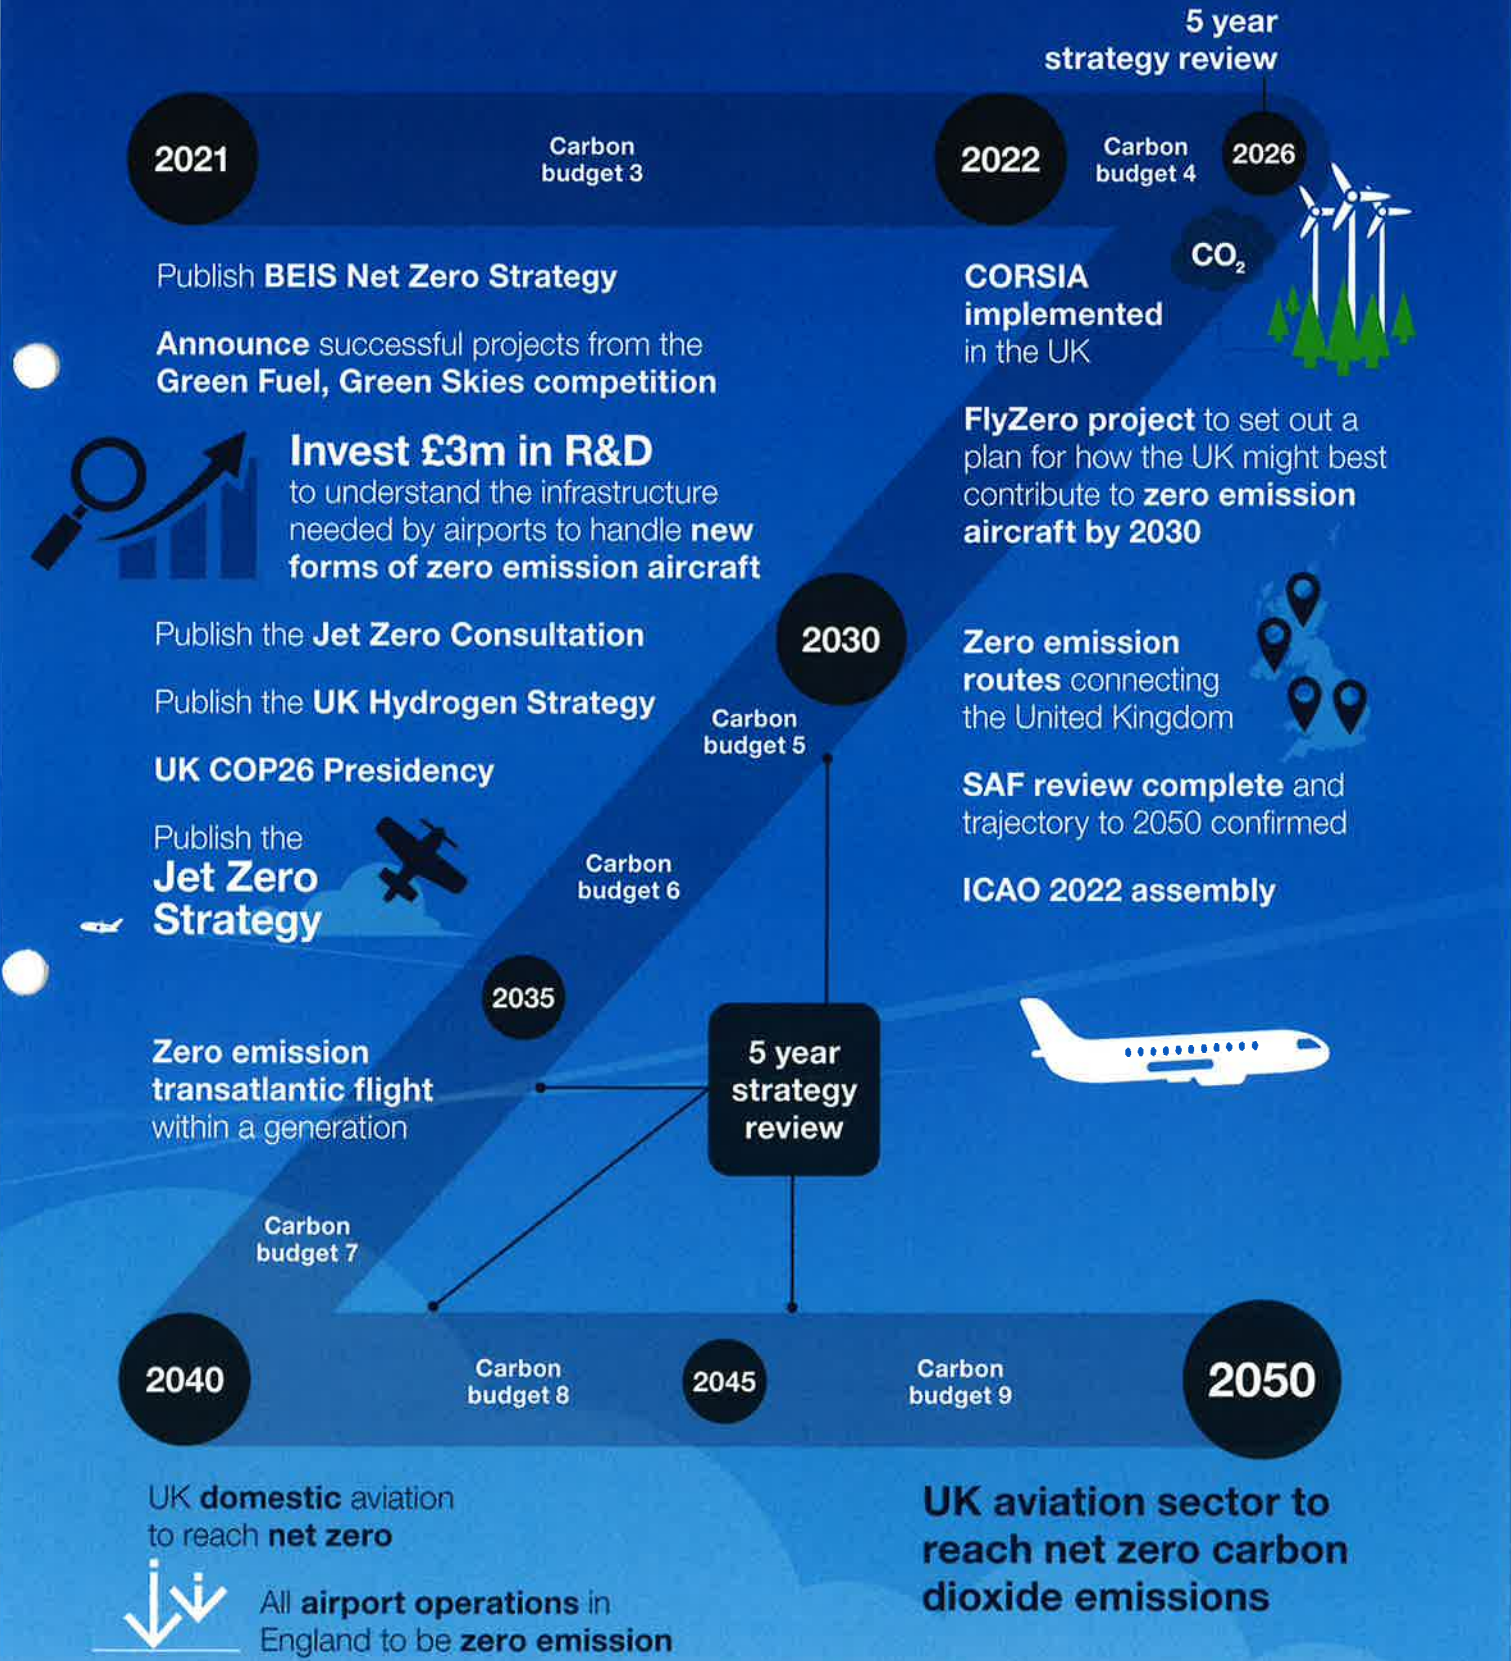 5 year
strategy review
2021
Carbon
budget 3
2022
Carbon
budget 4
2026
Publish BEIS Net Zero Strategy
Announce successful projects from the
Green Fuel, Green Skies competition
Invest £3m in R&D
to understand the infrastructure
needed by airports to handle new
forms of zero emission aircraft
Publish the Jet Zero Consultation
Publish the UK Hydrogen Strategy
UK COP26 Presidency
Publish the
Jet Zero
Strategy
CO₂
CORSIA
implemented
in the UK
FlyZero project to set out a
plan for how the UK might best
contribute to zero emission
aircraft by 2030
Zero emission
routes connecting
the United Kingdom
SAF review complete and
trajectory to 2050 confirmed
ICAO 2022 assembly
2030
Carbon
budget 5
Carbon
budget 6
2035
Zero emission
transatlantic flight
within a generation
5 year
strategy
review
Carbon
budget 7
2040
Carbon
budget 8
2045
Carbon
budget 9
2050
UK domestic aviation
to reach net zero
All airport operations in
England to be zero emission
UK aviation sector to
reach net zero carbon
dioxide emissions